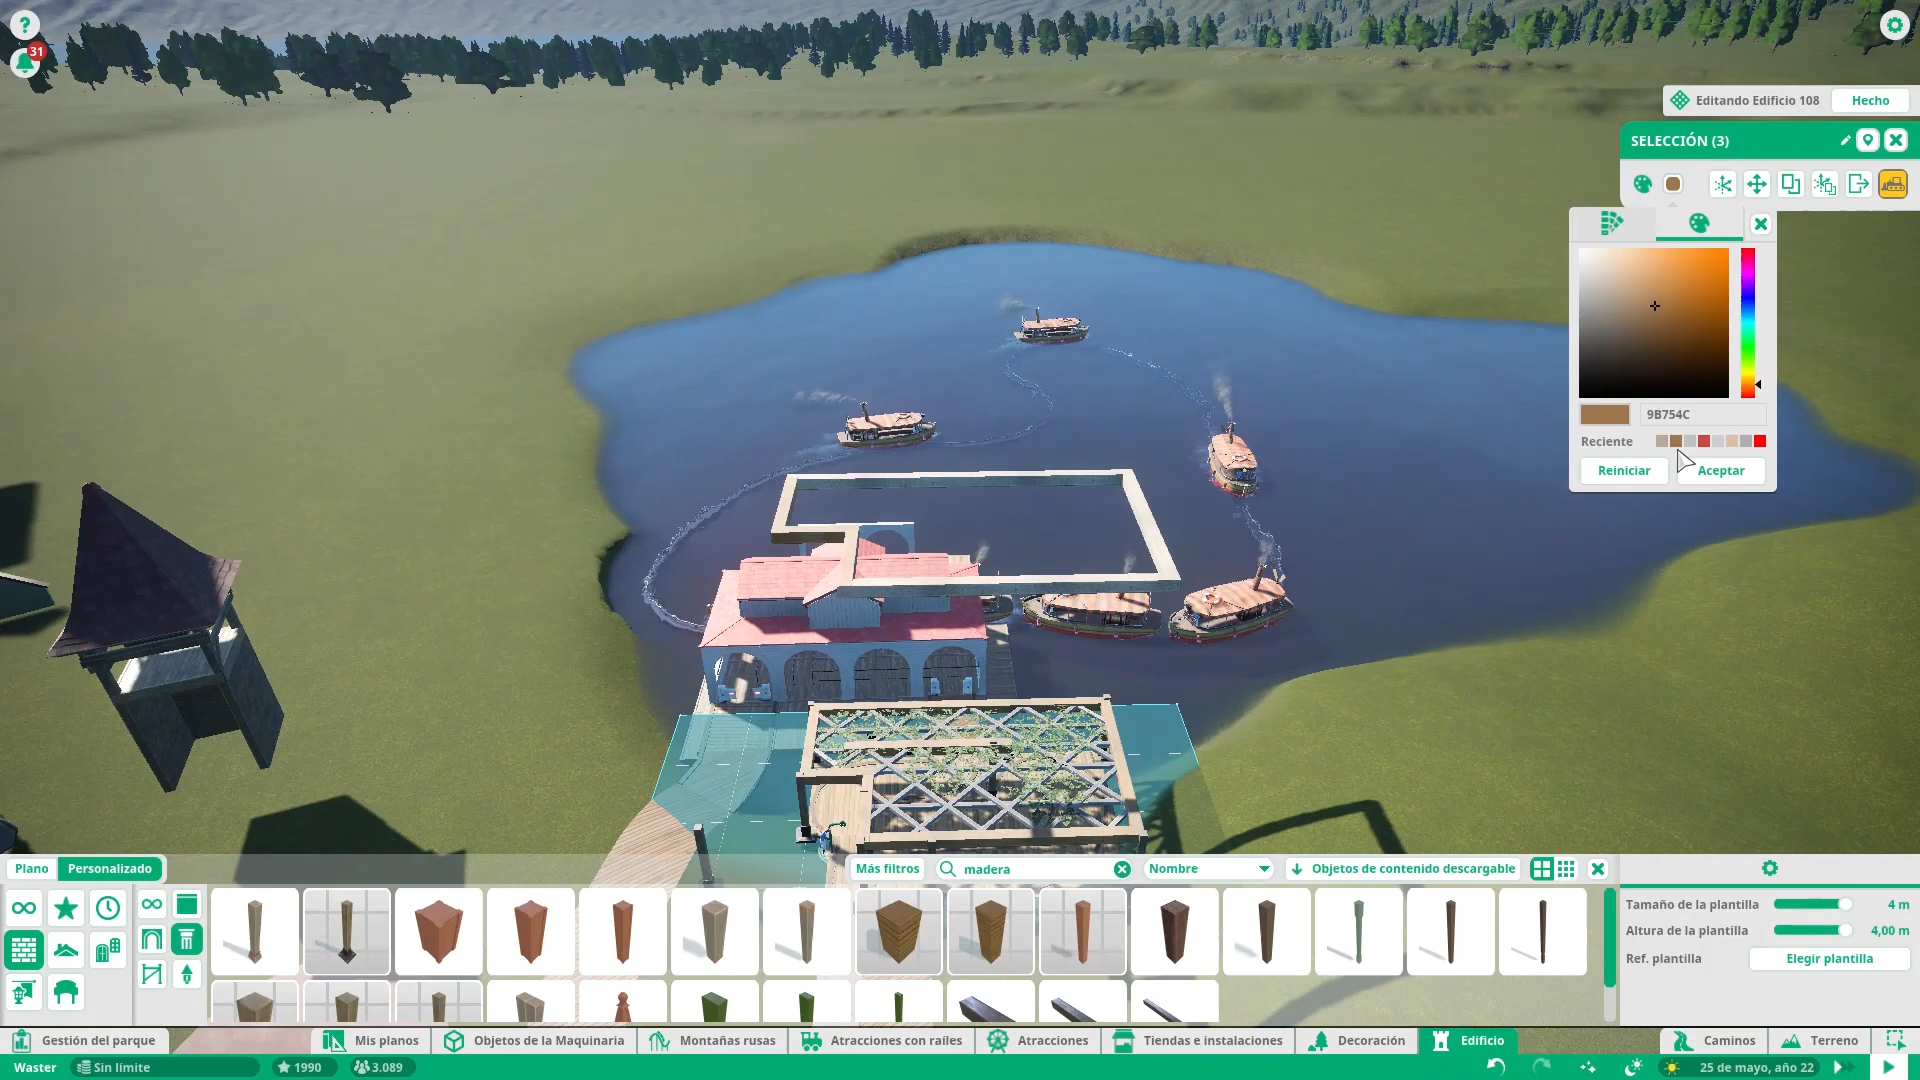 ?
31
Editando Edificio 108
Hecho
SELECCIÓN (3)
9B754C
Reciente
Reiniciar
Aceptar
Plano
Personalizado
Más filtros
madera
Nombre
Objetos de contenido descargable
Tamaño de la plantilla
4 m
Altura de la plantilla
4,00 m
Ref. plantilla
Elegir plantilla
Gestión del parque
Mis planos
Objetos de la Maquinaria
Montañas rusas
Atracciones con raíles
Atracciones
Tiendas e instalaciones
Decoración
Edificio
Caminos
Terreno
Waster
Sin límite
1990
3.089
25 de mayo, año 22